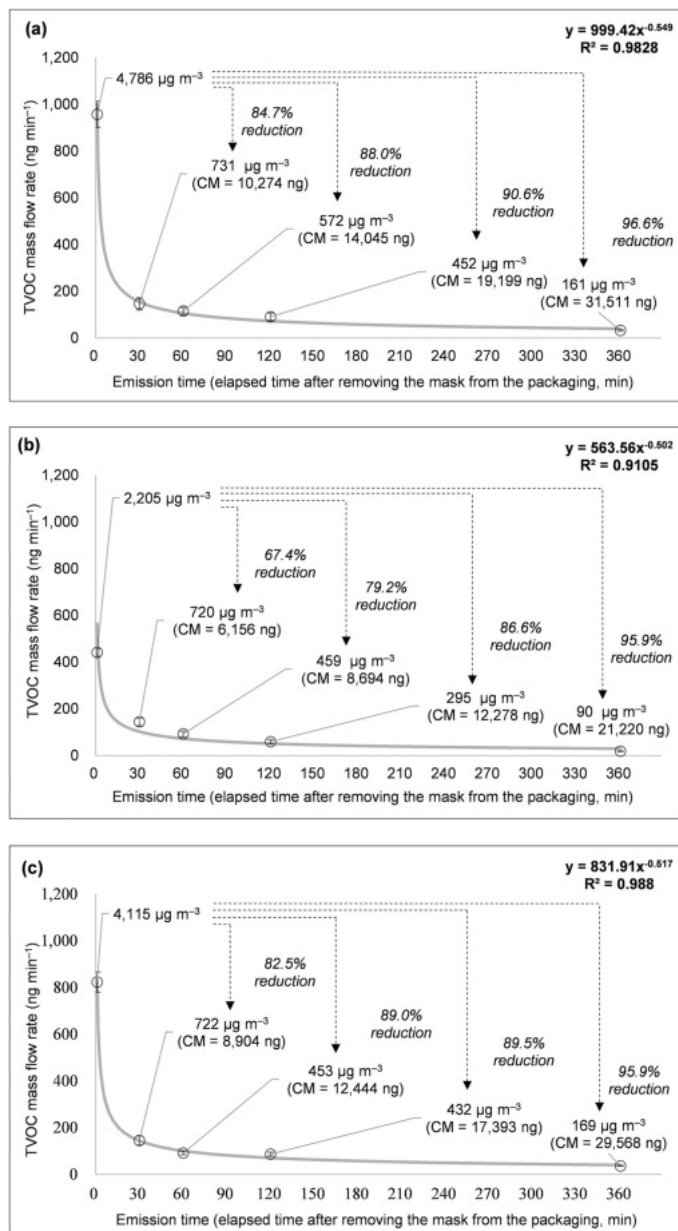 (a)
y = 999.42x^-0.549
R² = 0.9828
TVOC mass flow rate (ng min⁻¹)
1,200
1,000
800
600
400
200
0
4,786 µg m⁻³
84.7%
reduction
731 µg m⁻³
(CM = 10,274 ng)
88.0%
reduction
572 µg m⁻³
(CM = 14,045 ng)
90.6%
reduction
452 µg m⁻³
(CM = 19,199 ng)
96.6%
reduction
161 µg m⁻³
(CM = 31,511 ng)
0 30 60 90 120 150 180 210 240 270 300 330 360
Emission time (elapsed time after removing the mask from the packaging, min)
(b)
y = 563.56x^-0.502
R² = 0.9105
TVOC mass flow rate (ng min⁻¹)
1,200
1,000
800
600
400
200
0
2,205 µg m⁻³
67.4%
reduction
720 µg m⁻³
(CM = 6,156 ng)
79.2%
reduction
459 µg m⁻³
(CM = 8,694 ng)
86.6%
reduction
295 µg m⁻³
(CM = 12,278 ng)
95.9%
reduction
90 µg m⁻³
(CM = 21,220 ng)
0 30 60 90 120 150 180 210 240 270 300 330 360
Emission time (elapsed time after removing the mask from the packaging, min)
(c)
y = 831.91x^-0.517
R² = 0.988
TVOC mass flow rate (ng min⁻¹)
1,200
1,000
800
600
400
200
0
4,115 µg m⁻³
82.5%
reduction
722 µg m⁻³
(CM = 8,904 ng)
89.0%
reduction
453 µg m⁻³
(CM = 12,444 ng)
89.5%
reduction
432 µg m⁻³
(CM = 17,393 ng)
95.9%
reduction
169 µg m⁻³
(CM = 29,568 ng)
0 30 60 90 120 150 180 210 240 270 300 330 360
Emission time (elapsed time after removing the mask from the packaging, min)